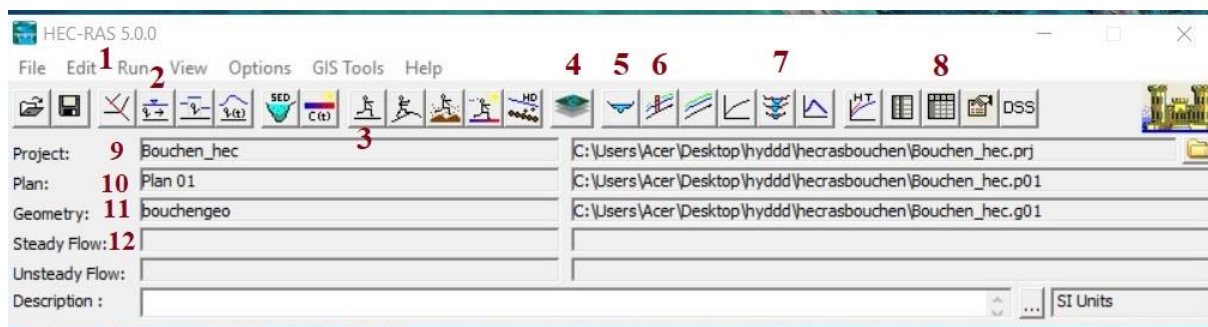 HEC-RAS 5.0.0
File Edit 1 Run View Options GIS Tools Help
2 4 5 6 7 8
SED C(t) HD HT DSS
3
Project: 9 Bouchen_hec C:\Users\Acer\Desktop\hyddd\hecrasbouchen\Bouchen_hec.prj
Plan: 10 Plan 01 C:\Users\Acer\Desktop\hyddd\hecrasbouchen\Bouchen_hec.p01
Geometry: 11 bouchengeo C:\Users\Acer\Desktop\hyddd\hecrasbouchen\Bouchen_hec.g01
Steady Flow: 12
Unsteady Flow:
Description : ... SI Units